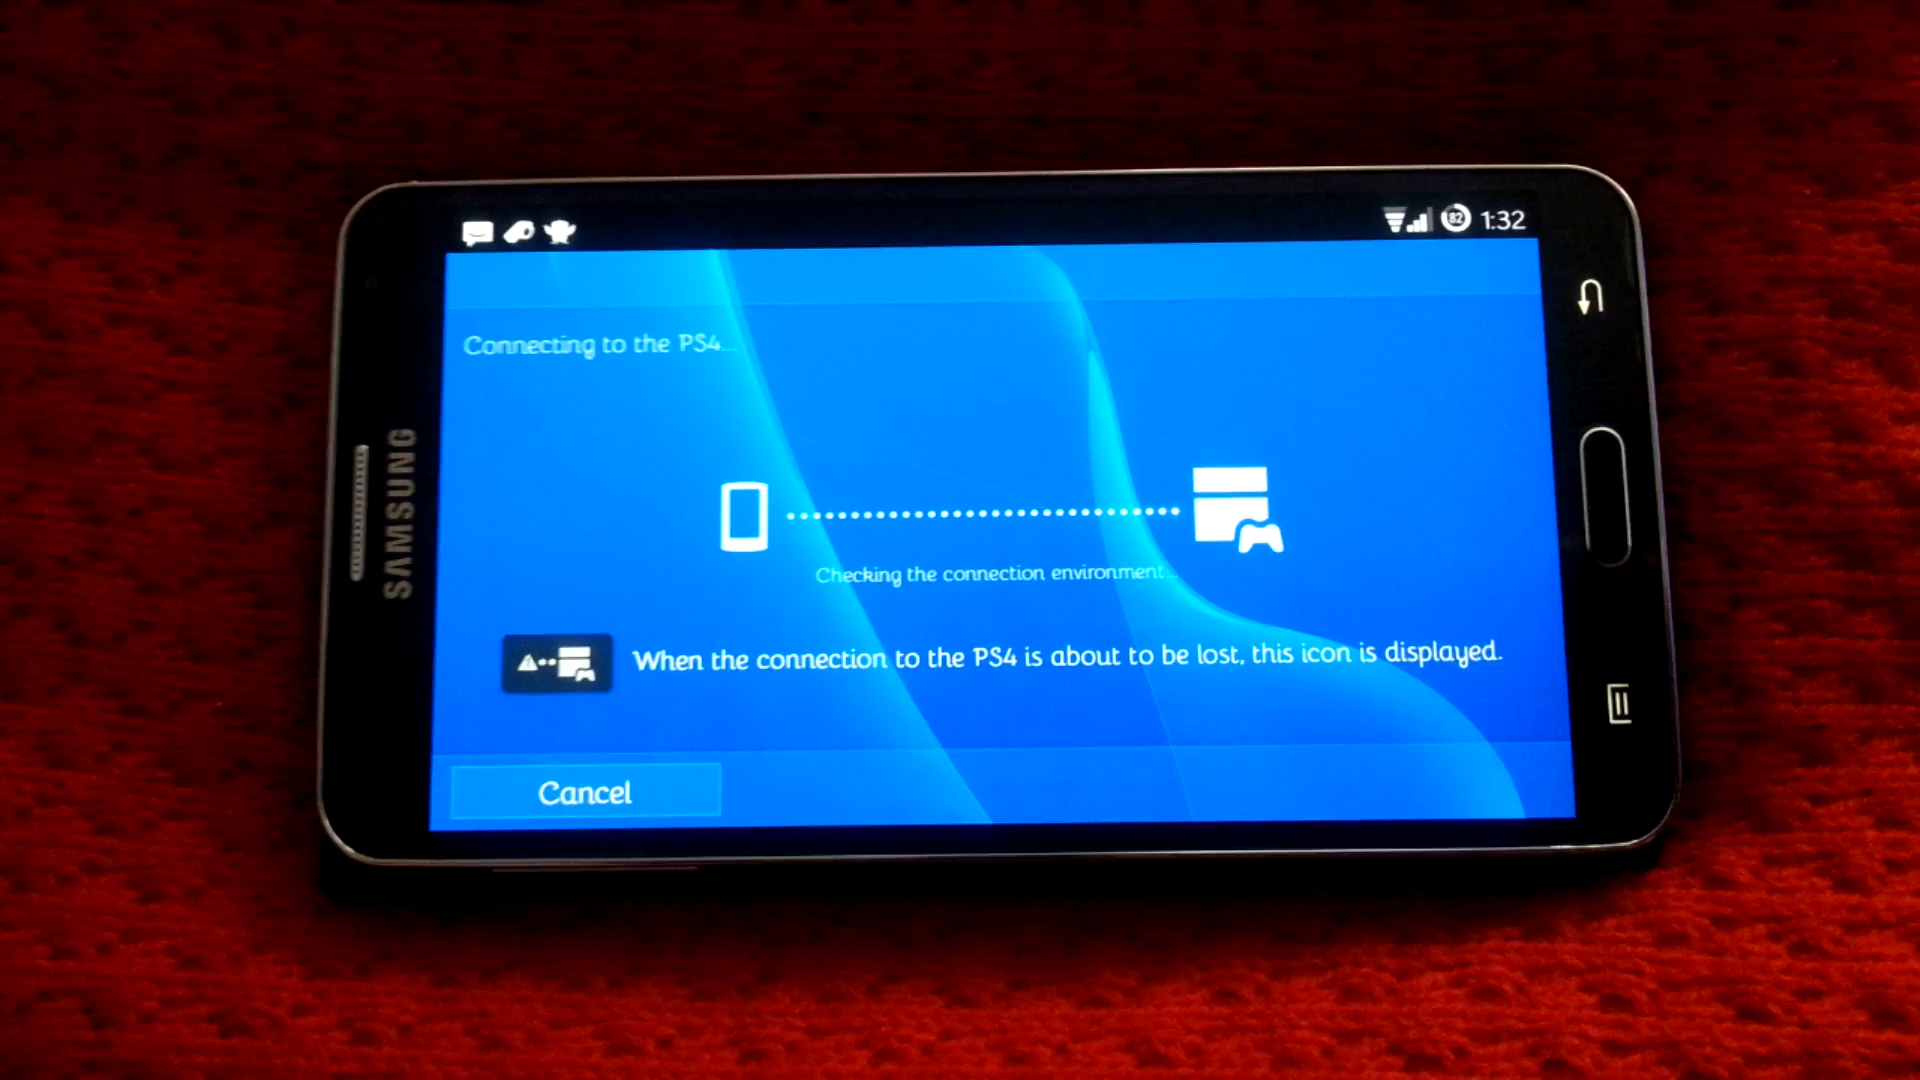 82 1:32
Connecting to the PS4...
Checking the connection environment...
When the connection to the PS4 is about to be lost, this icon is displayed.
Cancel
SAMSUNG